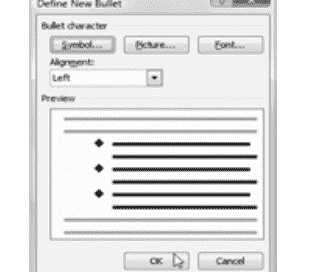 Define New Bullet
Bullet character
Symbol... Picture... Font...
Alignment:
Left
Preview
OK Cancel